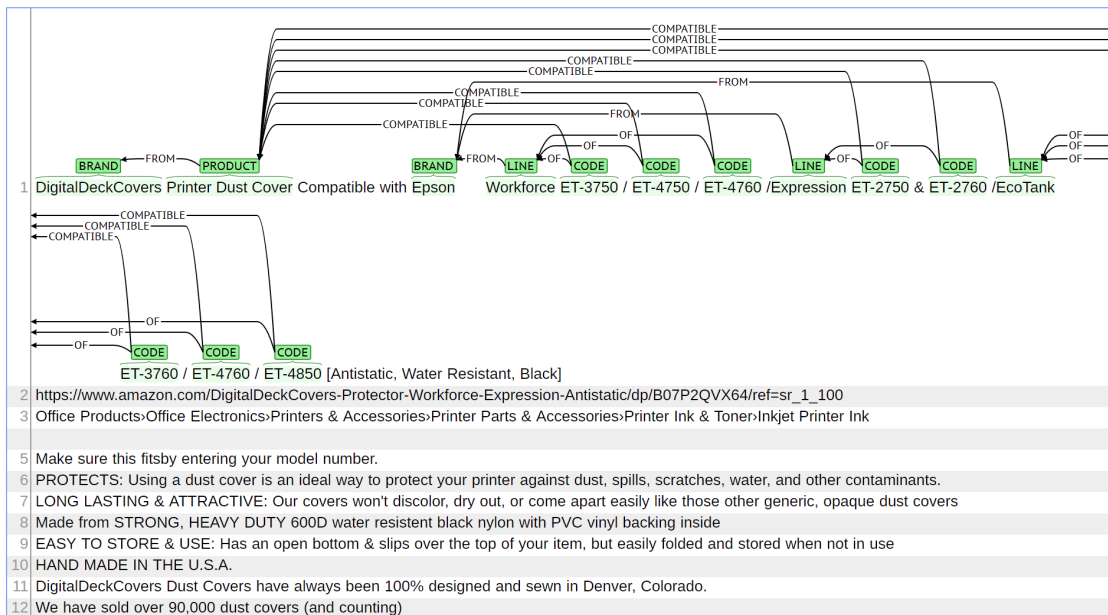 COMPATIBLE
COMPATIBLE
COMPATIBLE
COMPATIBLE
COMPATIBLE
FROM
COMPATIBLE
COMPATIBLE
FROM
COMPATIBLE
OF OF
OF
FROM FROM OF OF OF OF
BRAND PRODUCT BRAND LINE CODE CODE CODE LINE CODE CODE LINE
1 DigitalDeckCovers Printer Dust Cover Compatible with Epson Workforce ET-3750 / ET-4750 / ET-4760 /Expression ET-2750 & ET-2760 /EcoTank
COMPATIBLE
COMPATIBLE
COMPATIBLE
OF
OF
OF
CODE CODE CODE
ET-3760 / ET-4760 / ET-4850 [Antistatic, Water Resistant, Black]
2 https://www.amazon.com/DigitalDeckCovers-Protector-Workforce-Expression-Antistatic/dp/B07P2QVX64/ref=sr_1_100
3 Office Products›Office Electronics›Printers & Accessories›Printer Parts & Accessories›Printer Ink & Toner›Inkjet Printer Ink
5 Make sure this fitsby entering your model number.
6 PROTECTS: Using a dust cover is an ideal way to protect your printer against dust, spills, scratches, water, and other contaminants.
7 LONG LASTING & ATTRACTIVE: Our covers won't discolor, dry out, or come apart easily like those other generic, opaque dust covers
8 Made from STRONG, HEAVY DUTY 600D water resistent black nylon with PVC vinyl backing inside
9 EASY TO STORE & USE: Has an open bottom & slips over the top of your item, but easily folded and stored when not in use
10 HAND MADE IN THE U.S.A.
11 DigitalDeckCovers Dust Covers have always been 100% designed and sewn in Denver, Colorado.
12 We have sold over 90,000 dust covers (and counting)